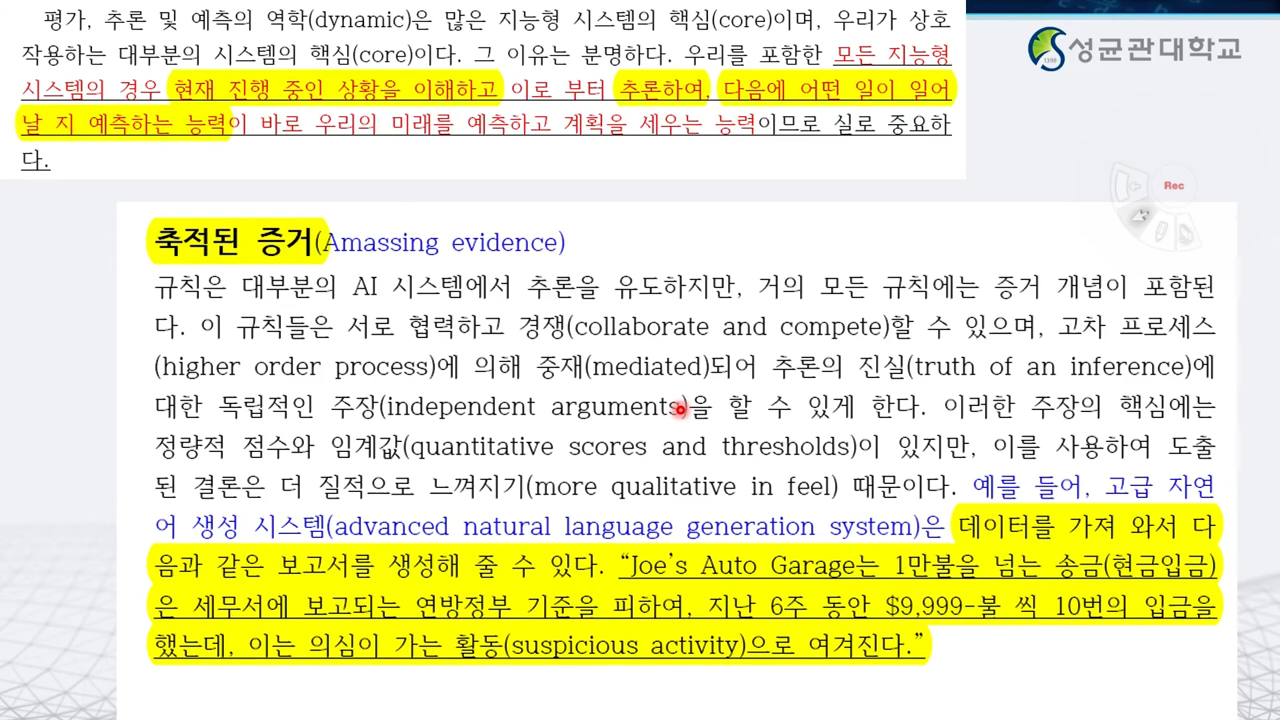 평가, 추론 및 예측의 역학(dynamic)은 많은 지능형 시스템의 핵심(core)이며, 우리가 상호
작용하는 대부분의 시스템의 핵심(core)이다. 그 이유는 분명하다. 우리를 포함한 모든 지능형
시스템의 경우 현재 진행 중인 상황을 이해하고 이로 부터 추론하여, 다음에 어떤 일이 일어
날 지 예측하는 능력이 바로 우리의 미래를 예측하고 계획을 세우는 능력이므로 실로 중요하
다.
성균관대학교
1398
Rec
축적된 증거(Amassing evidence)
규칙은 대부분의 AI 시스템에서 추론을 유도하지만, 거의 모든 규칙에는 증거 개념이 포함된
다. 이 규칙들은 서로 협력하고 경쟁(collaborate and compete)할 수 있으며, 고차 프로세스
(higher order process)에 의해 중재(mediated)되어 추론의 진실(truth of an inference)에
대한 독립적인 주장(independent arguments)을 할 수 있게 한다. 이러한 주장의 핵심에는
정량적 점수와 임계값(quantitative scores and thresholds)이 있지만, 이를 사용하여 도출
된 결론은 더 질적으로 느껴지기(more qualitative in feel) 때문이다. 예를 들어, 고급 자연
어 생성 시스템(advanced natural language generation system)은 데이터를 가져 와서 다
음과 같은 보고서를 생성해 줄 수 있다. “Joe’s Auto Garage는 1만불을 넘는 송금(현금입금)
은 세무서에 보고되는 연방정부 기준을 피하여, 지난 6주 동안 $9,999-불 씩 10번의 입금을
했는데, 이는 의심이 가는 활동(suspicious activity)으로 여겨진다.”